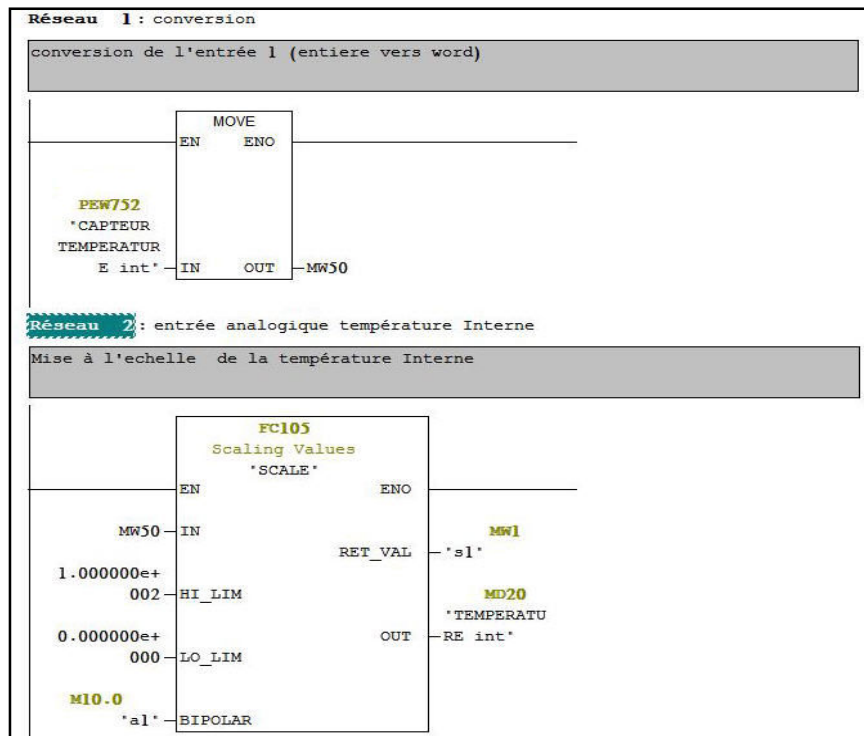 Réseau 1 : conversion
conversion de l'entrée 1 (entiere vers word)
MOVE
EN ENO
PEW752
"CAPTEUR
TEMPERATUR
E int" IN OUT MW50
Réseau 2 : entrée analogique température Interne
Mise à l'echelle de la température Interne
FC105
Scaling Values
"SCALE"
EN ENO
MW50 IN
MW1
RET_VAL "s1"
1.000000e+
002 HI_LIM
MD20
"TEMPERATU
0.000000e+
OUT RE int"
000 LO_LIM
M10.0
"a1" BIPOLAR